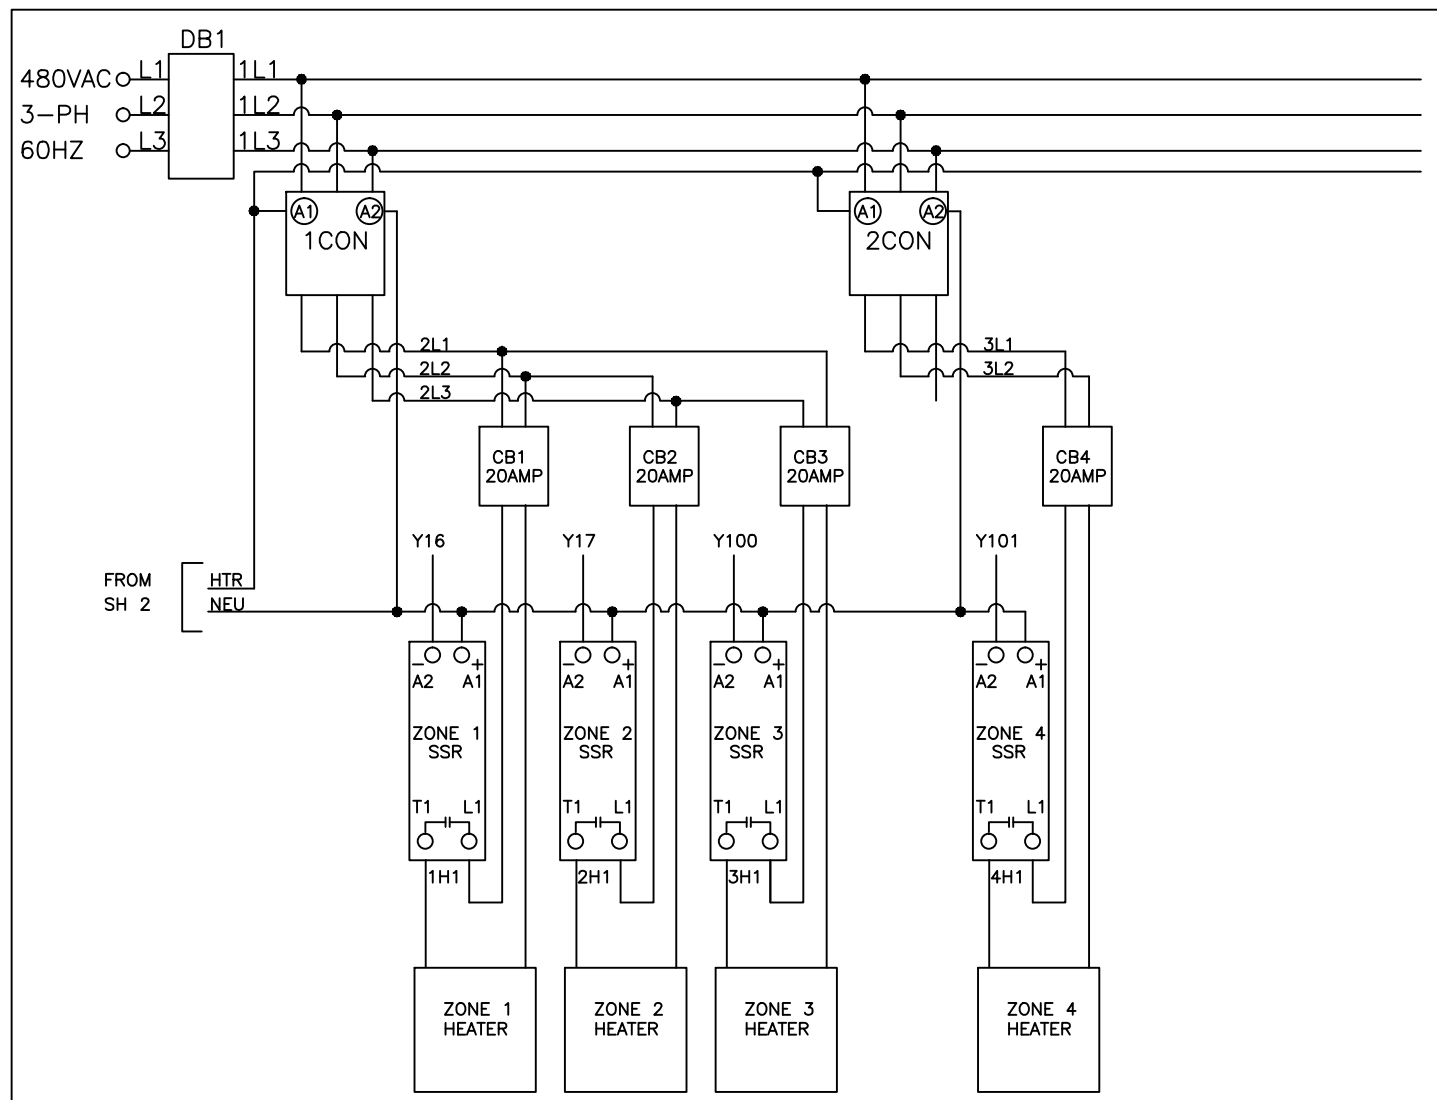 DB1
480VAC L1 1L1
3-PH L2 1L2
60HZ L3 1L3
A1 A2 A1 A2
1CON 2CON
2L1 3L1
2L2 3L2
2L3
CB1 CB2 CB3 CB4
20AMP 20AMP 20AMP 20AMP
Y16 Y17 Y100 Y101
FROM HTR
SH 2 NEU
- + - + - + - +
A2 A1 A2 A1 A2 A1 A2 A1
ZONE 1 ZONE 2 ZONE 3 ZONE 4
SSR SSR SSR SSR
T1 L1 T1 L1 T1 L1 T1 L1
1H1 2H1 3H1 4H1
ZONE 1 ZONE 2 ZONE 3 ZONE 4
HEATER HEATER HEATER HEATER